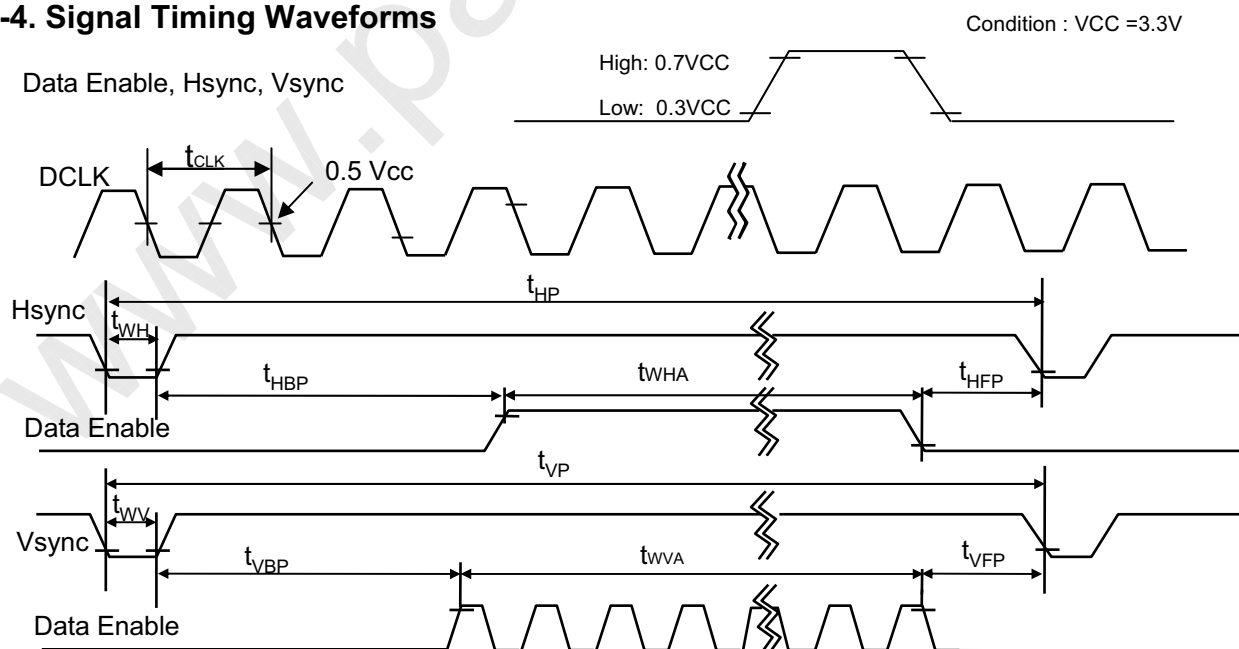 -4. Signal Timing Waveforms
Condition : VCC =3.3V
Data Enable, Hsync, Vsync
High: 0.7VCC
Low: 0.3VCC
DCLK
tCLK
0.5 Vcc
Hsync
tHP
tWH
tHBP
tWHA
tHFP
Data Enable
tVP
tWV
Vsync
tVBP
tWVA
tVFP
Data Enable
www.pa